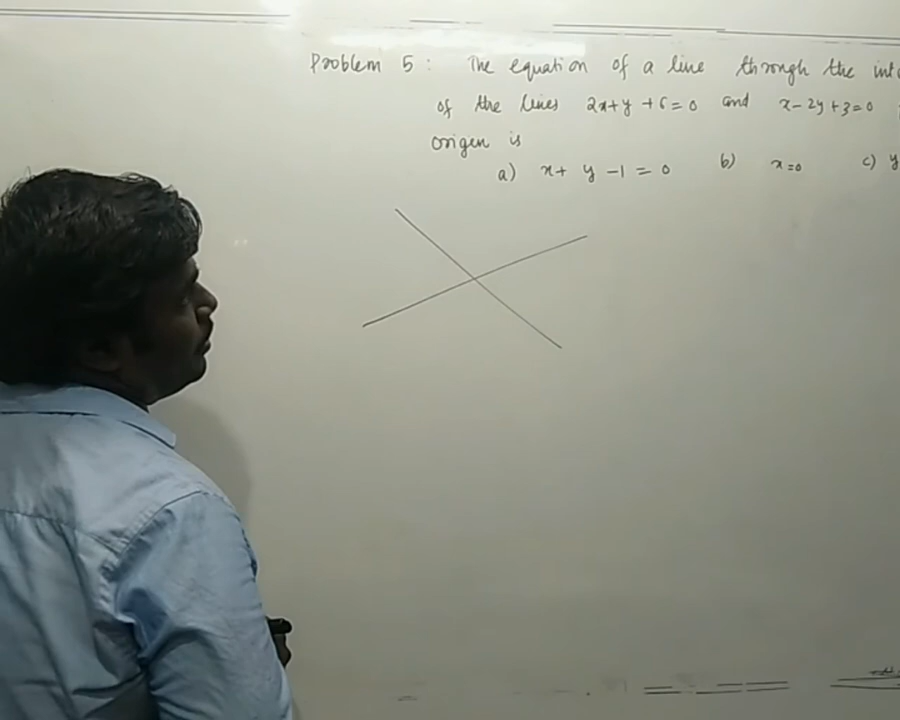 Problem 5 : The equation of a line through the
of the lines 2x+y+6=0 and x-2y+3=0
origen is
a) x+y-1=0 b) x=0 c) y